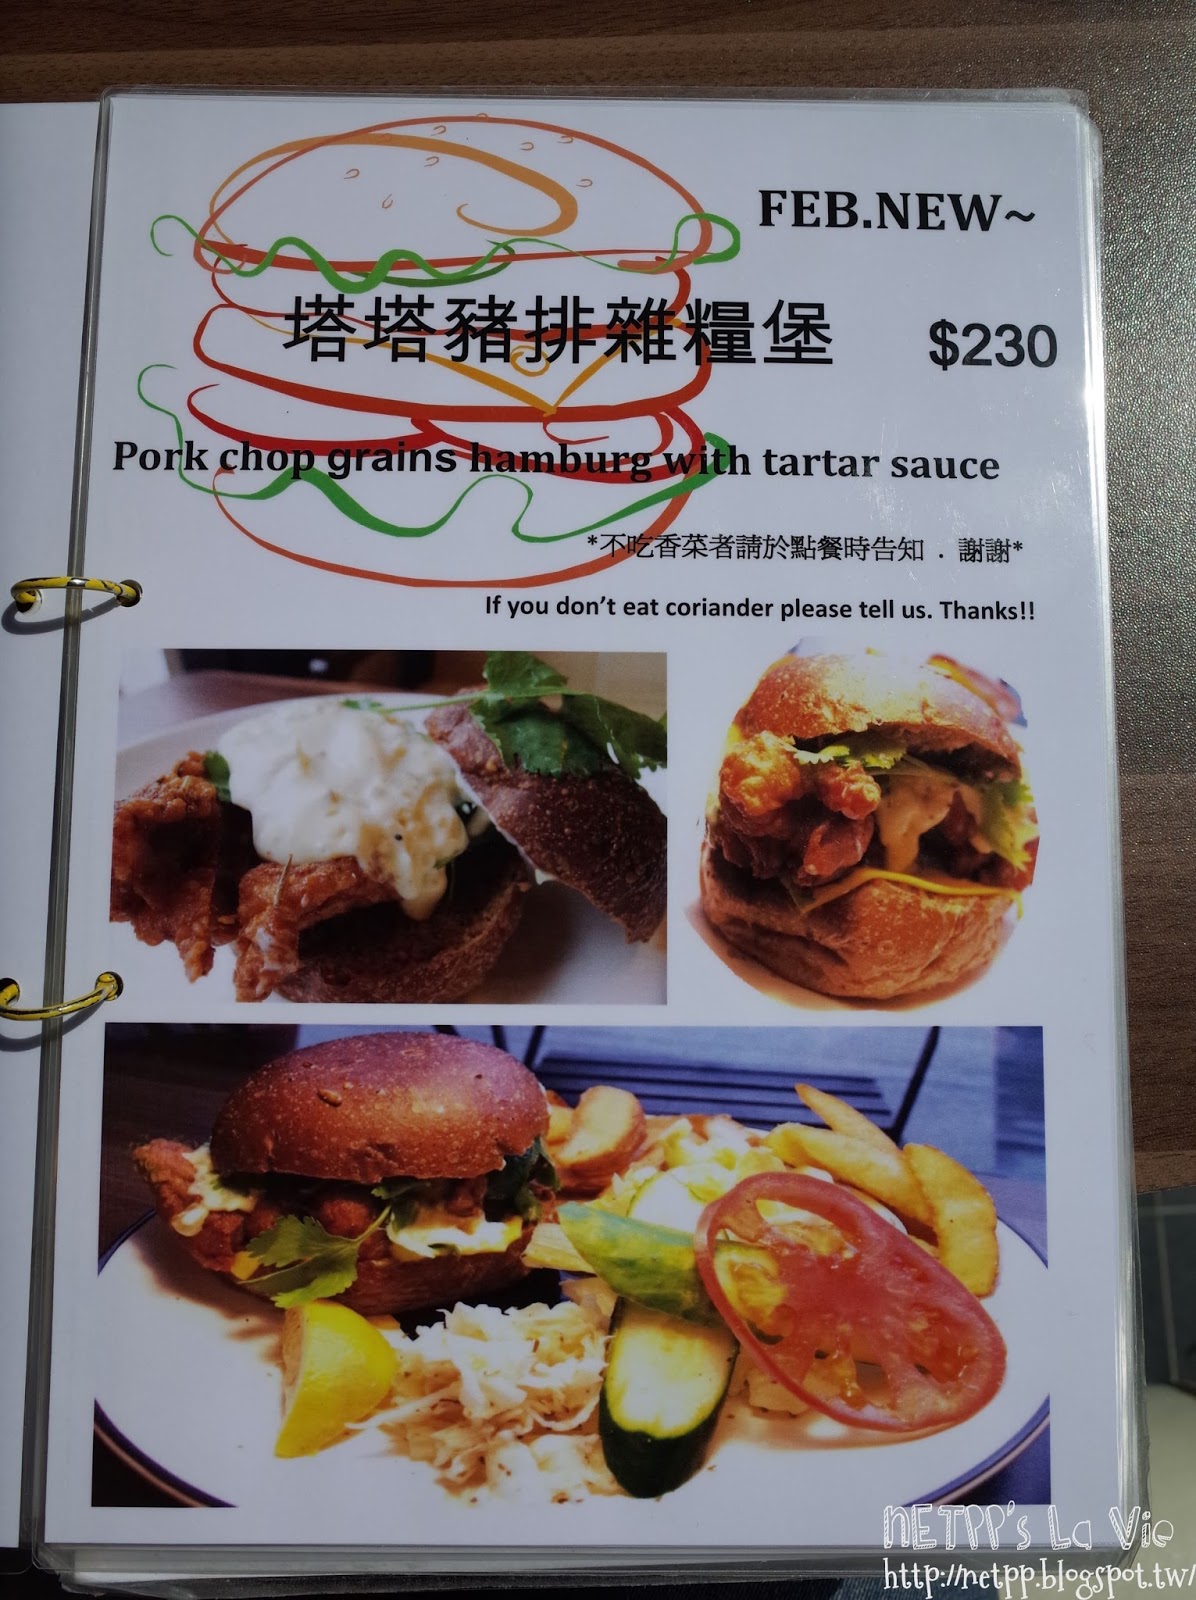 FEB.NEW~
塔塔豬排雜糧堡 $230
Pork chop grains hamburg with tartar sauce
*不吃香菜者請於點餐時告知 . 謝謝*
If you don't eat coriander please tell us. Thanks!!
NETPP's La Vie
http://netpp.blogspot.tw/